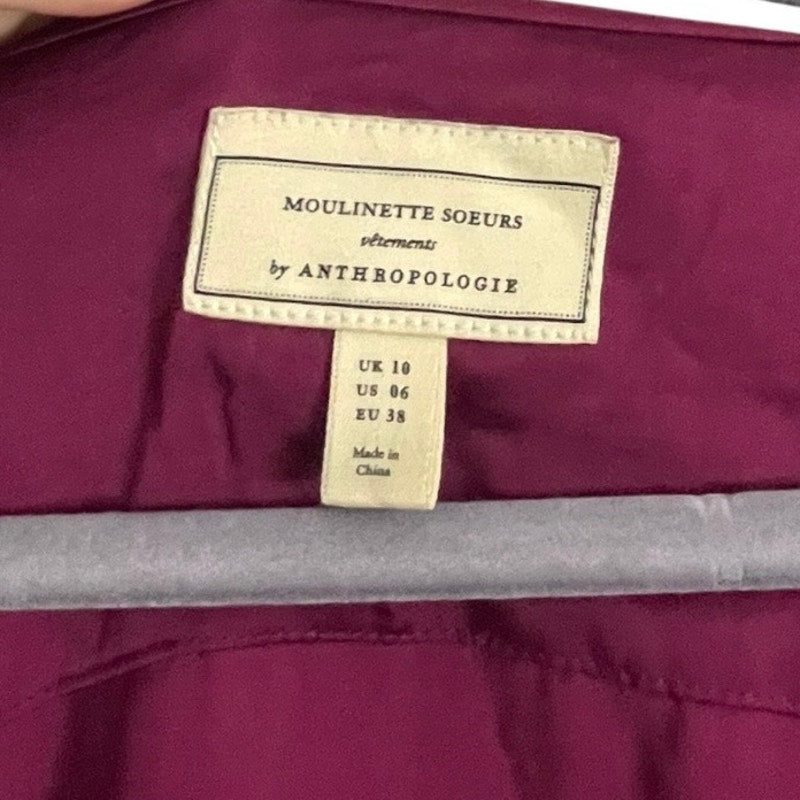 MOULINETTE SOEURS
vêtements
by ANTHROPOLOGIE
UK 10
US 06
EU 38
Made in
China